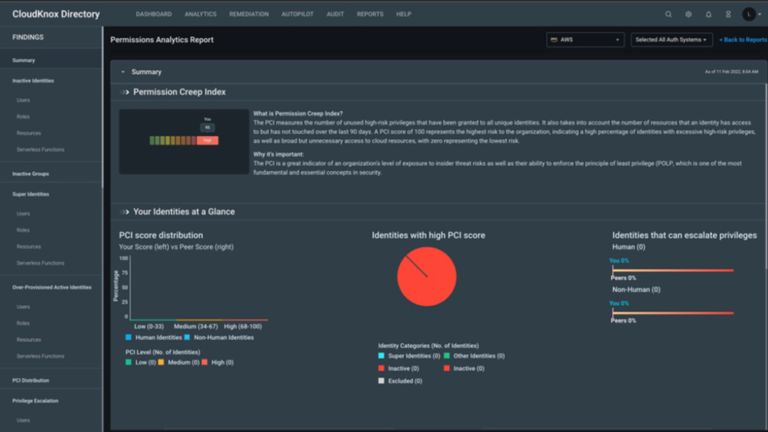 CloudKnox Directory
DASHBOARD ANALYTICS REMEDIATION AUTOPILOT AUDIT REPORTS HELP
L
FINDINGS
Permissions Analytics Report
AWS
Selected All Auth Systems
< Back to Reports
Summary
Inactive Identities
Users
Roles
Resources
Serverless Functions
Inactive Groups
Super Identities
Users
Roles
Resources
Serverless Functions
Over-Provisioned Active Identities
Users
Roles
Resources
Serverless Functions
PCI Distribution
Privilege Escalation
Users
Summary
As of 11 Feb 2022, 8:04 AM
Permission Creep Index
You
High
What is Permission Creep Index?
The PCI measures the number of unused high-risk privileges that have been granted to all unique identities. It also takes into account the number of resources that an identity has access
to but has not touched over the last 90 days. A PCI score of 100 represents the highest risk to the organization, indicating a high percentage of identities with excessive high-risk privileges,
as well as broad but unnecessary access to cloud resources, with zero representing the lowest risk.
Why it's important:
The PCI is a great indicator of an organization's level of exposure to insider threat risks as well as their ability to enforce the principle of least privilege (POLP, which is one of the most
fundamental and essential concepts in security.
Your Identities at a Glance
PCI score distribution
Your Score (left) vs Peer Score (right)
Percentage
100
75
50
25
0
Low (0-33) Medium (34-67) High (68-100)
Human Identities Non-Human Identities
PCI Level (No. of Identities)
Low (0) Medium (0) High (0)
Identities with high PCI score
Identity Categories (No. of Identities)
Super Identities (0) Other Identities (0)
Inactive (0) Inactive (0)
Excluded (0)
Identities that can escalate privileges
Human (0)
You 0%
Peers 0%
Non-Human (0)
You 0%
Peers 0%